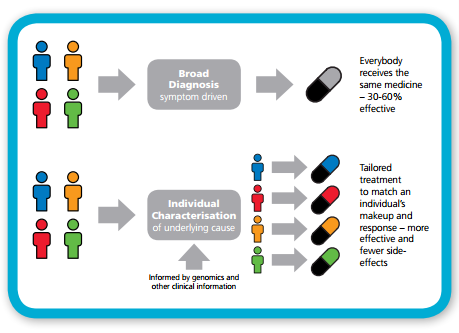 Broad
Diagnosis
symptom driven
Everybody
receives the
same medicine
– 30-60%
effective
Individual
Characterisation
of underlying cause
Informed by genomics and
other clinical information
Tailored
treatment
to match an
individual’s
makeup and
response – more
effective and
fewer side-
effects